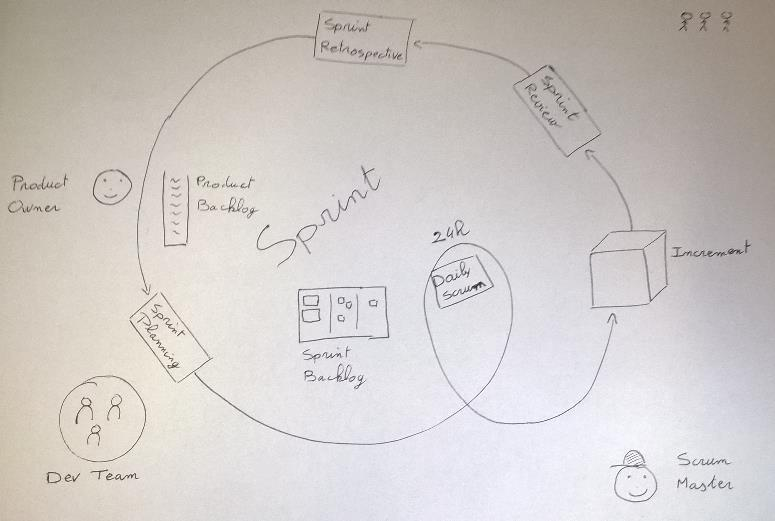 Sprint
Retrospective
Sprint
Review
Product
Owner
Product
Backlog
Sprint
24h
Daily
Scrum
Increment
Sprint
Planning
Sprint
Backlog
Dev Team
Scrum
Master